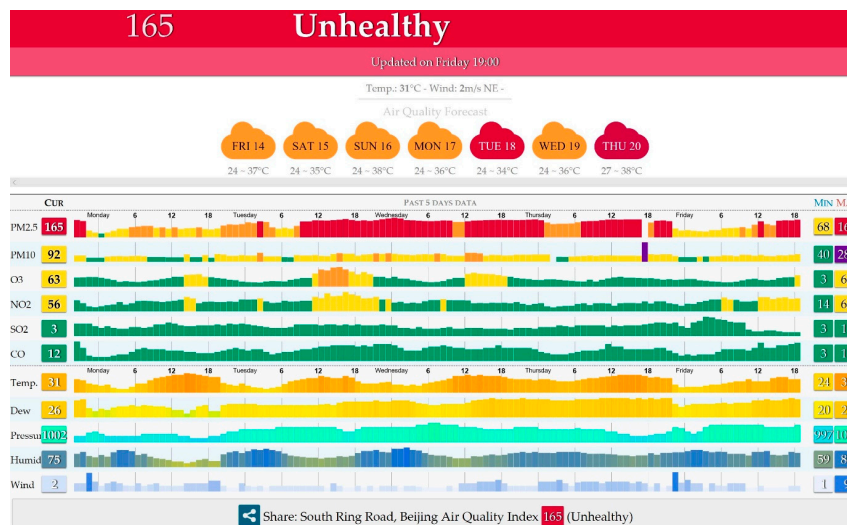 165 Unhealthy
Updated on Friday 19:00
Temp.: 31°C - Wind: 2m/s NE -
Air Quality Forecast
FRI 14 SAT 15 SUN 16 MON 17 TUE 18 WED 19 THU 20
24 ~ 37°C 24 ~ 35°C 24 ~ 38°C 24 ~ 36°C 24 ~ 34°C 24 ~ 36°C 27 ~ 38°C
CUR PAST 5 DAYS DATA MIN
Monday 6 12 18 Tuesday 6 12 18 Wednesday 6 12 18 Thursday 6 12 18 Friday 6 12 18
PM2.5 165 68
PM10 92 40
O3 63 3
NO2 56 14
SO2 3 3
CO 12 3
Monday 6 12 18 Tuesday 6 12 18 Wednesday 6 12 18 Thursday 6 12 18 Friday 6 12 18
Temp. 31 24
Dew 26 20
Pressu 1002 997
Humid 75 59
Wind 2 1
Share: South Ring Road, Beijing Air Quality Index 165 (Unhealthy)